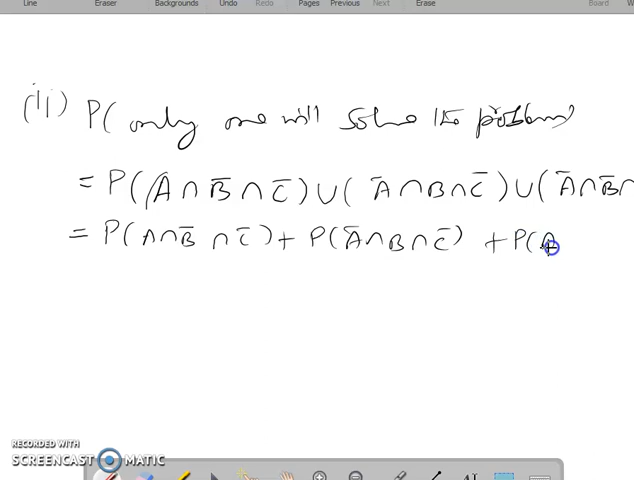 Line Eraser Backgrounds Undo Redo Pages Previous Next Erase Board W
(ii) P( only one will solve the problem)
= P((A ∩ B̅ ∩ C̅) ∪ ( A̅ ∩ B ∩ C̅) ∪ ( A̅ ∩ B̅ ∩
= P( A ∩ B̅ ∩ C̅ ) + P( A̅ ∩ B ∩ C̅ ) + P( A
RECORDED WITH
SCREENCAST MATIC